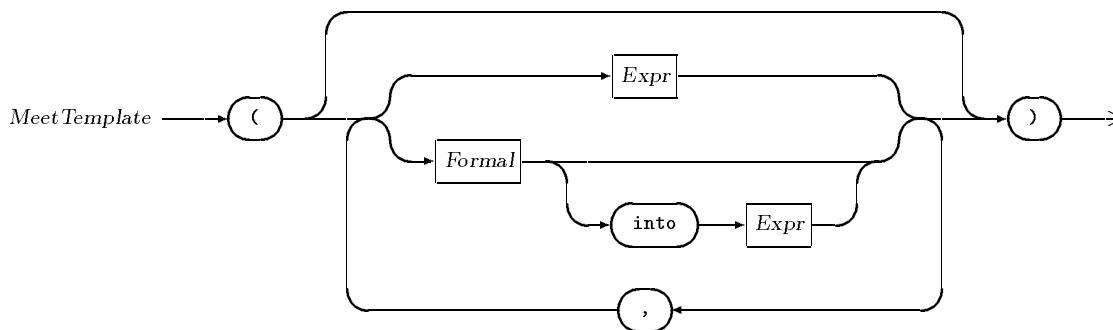 Expr
MeetTemplate ( )
Formal
into Expr
,